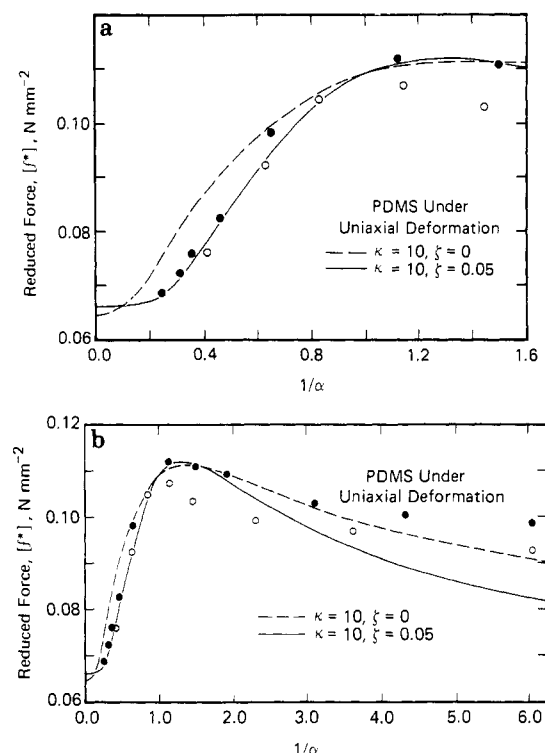 a
Reduced Force, [f*], N mm−2
0.10
0.08
0.06
PDMS Under
Uniaxial Deformation
κ = 10, ζ = 0
κ = 10, ζ = 0.05
0.0 0.4 0.8 1.2 1.6
1/α
b
Reduced Force, [f*], N mm−2
0.12
0.10
0.08
0.06
PDMS Under
Uniaxial Deformation
κ = 10, ζ = 0
κ = 10, ζ = 0.05
0.0 1.0 2.0 3.0 4.0 5.0 6.0
1/α